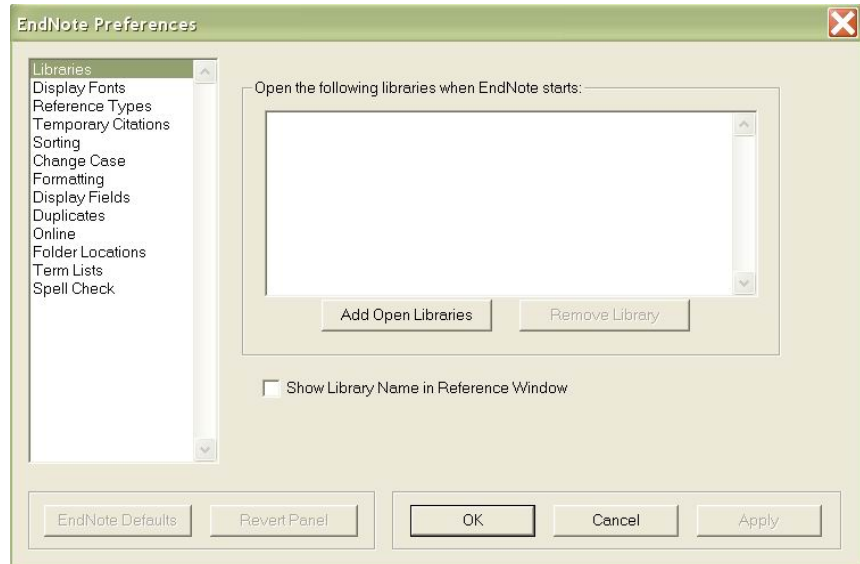 EndNote Preferences
Libraries
Display Fonts
Reference Types
Temporary Citations
Sorting
Change Case
Formatting
Display Fields
Duplicates
Online
Folder Locations
Term Lists
Spell Check
Open the following libraries when EndNote starts:
Add Open Libraries Remove Library
Show Library Name in Reference Window
EndNote Defaults Revert Panel OK Cancel Apply